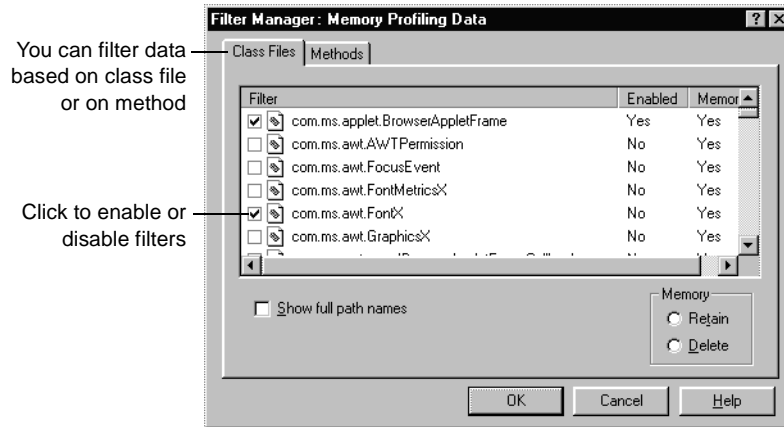 Filter Manager: Memory Profiling Data
You can filter data
based on class file
or on method
Class Files
Methods
Filter Enabled Memor
com.ms.applet.BrowserAppletFrame Yes Yes
com.ms.awt.AWTPermission No Yes
com.ms.awt.FocusEvent No Yes
com.ms.awt.FontMetricsX No Yes
Click to enable or
disable filters
com.ms.awt.FontX No Yes
com.ms.awt.GraphicsX No Yes
Show full path names
Memory
Retain
Delete
OK
Cancel
Help